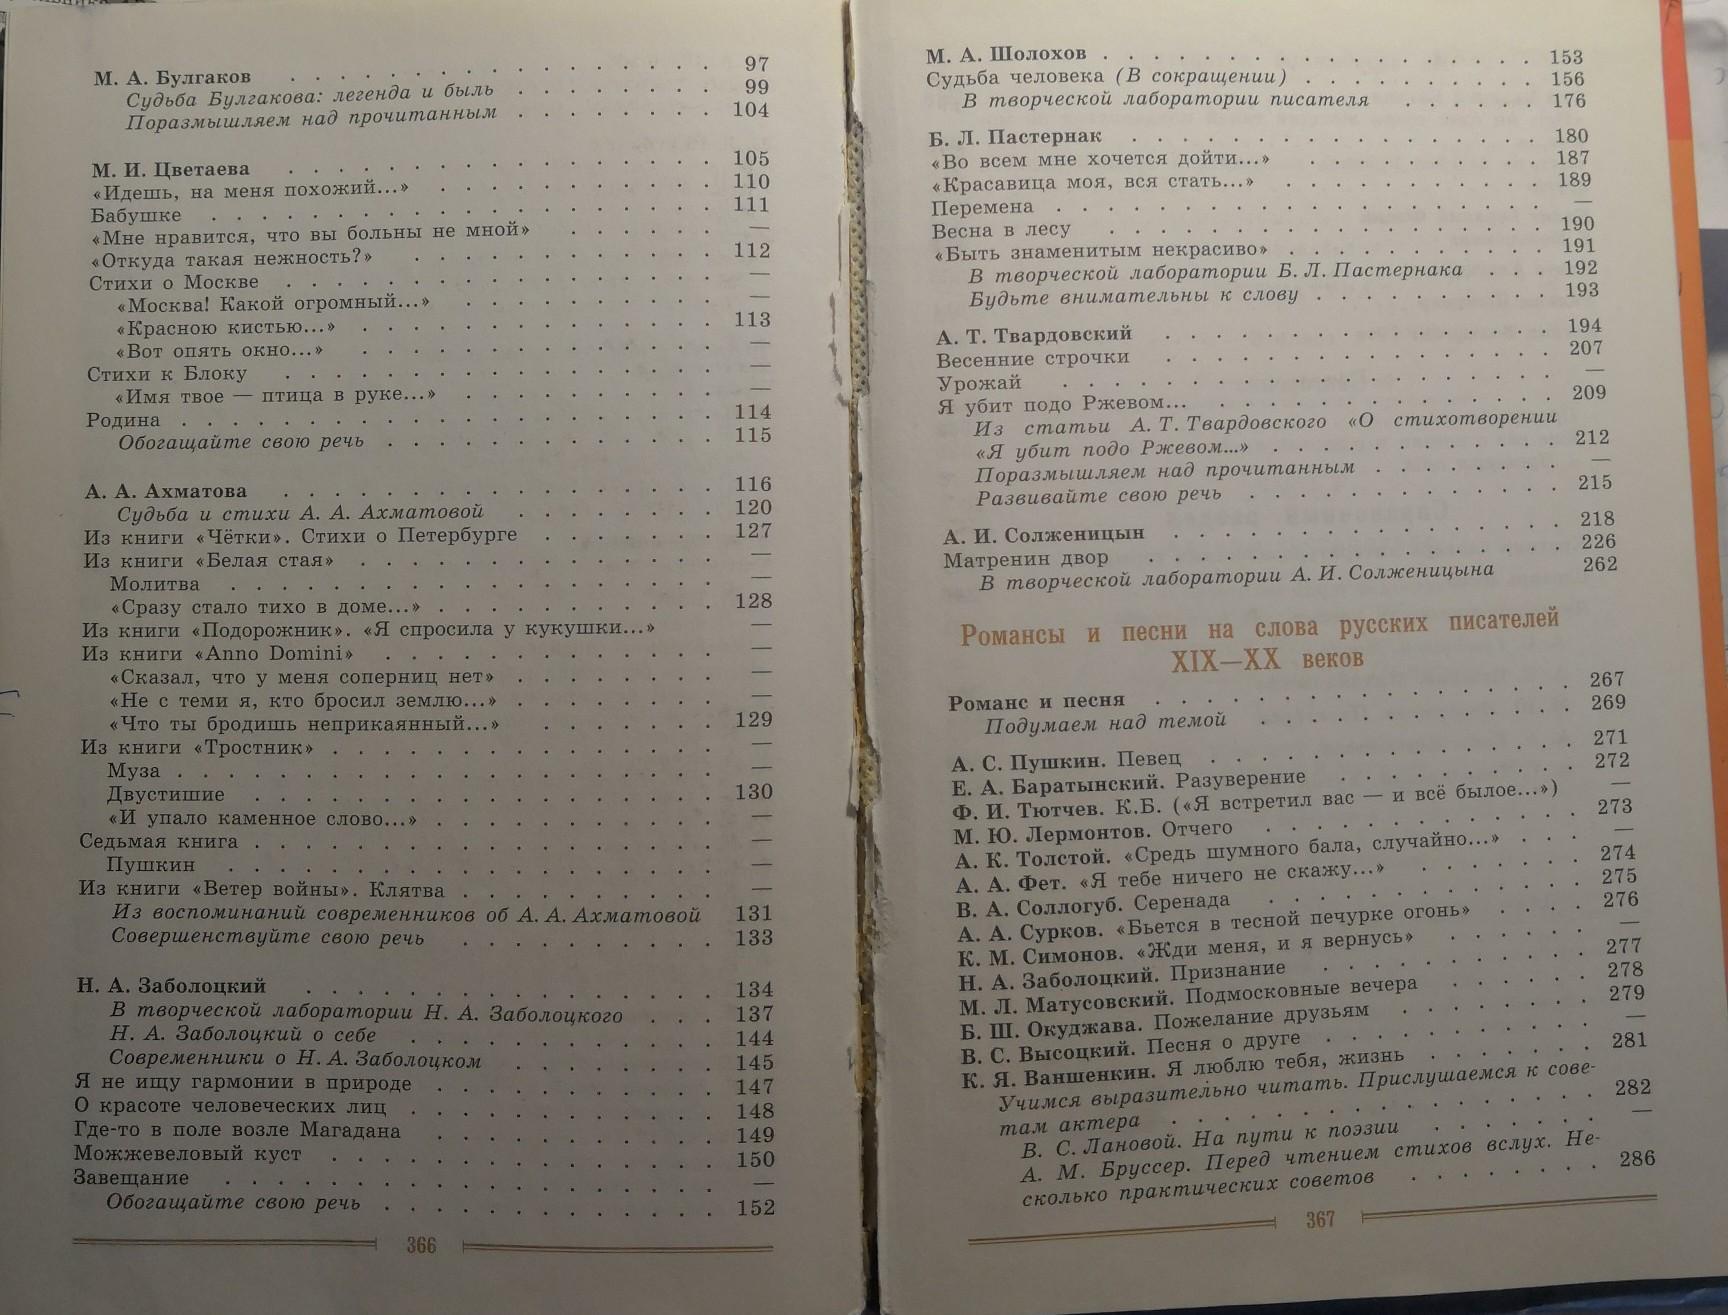 М. А. Булгаков . . . . . . . . . . . . . . . . 97
Судьба Булгакова: легенда и быль . . . . . . . . 99
Поразмышляем над прочитанным . . . . . . . . 104
М. И. Цветаева . . . . . . . . . . . . . . . . 105
«Идешь, на меня похожий...» . . . . . . . . . . . 110
Бабушке . . . . . . . . . . . . . . . . . . 111
«Мне нравится, что вы больны не мной» . . . . . . —
«Откуда такая нежность?» . . . . . . . . . . . . 112
Стихи о Москве . . . . . . . . . . . . . . . . —
«Москва! Какой огромный...» . . . . . . . . . . —
«Красною кистью...» . . . . . . . . . . . . . . 113
«Вот опять окно...» . . . . . . . . . . . . . . —
Стихи к Блоку . . . . . . . . . . . . . . . . —
«Имя твое — птица в руке...» . . . . . . . . . . —
Родина . . . . . . . . . . . . . . . . . . . 114
Обогащайте свою речь . . . . . . . . . . . . . 115
А. А. Ахматова . . . . . . . . . . . . . . . . 116
Судьба и стихи А. А. Ахматовой . . . . . . . . 120
Из книги «Чётки». Стихи о Петербурге . . . . . . . 127
Из книги «Белая стая» . . . . . . . . . . . . . . —
Молитва . . . . . . . . . . . . . . . . . . —
«Сразу стало тихо в доме...» . . . . . . . . . . . 128
Из книги «Подорожник». «Я спросила у кукушки...» . —
Из книги «Anno Domini» . . . . . . . . . . . . . —
«Сказал, что у меня соперниц нет» . . . . . . . . —
«Не с теми я, кто бросил землю...» . . . . . . . . —
«Что ты бродишь неприкаянный...» . . . . . . . . 129
Из книги «Тростник» . . . . . . . . . . . . . . . —
Муза . . . . . . . . . . . . . . . . . . . . —
Двустишие . . . . . . . . . . . . . . . . . 130
«И упало каменное слово...» . . . . . . . . . . . —
Седьмая книга . . . . . . . . . . . . . . . . . —
Пушкин . . . . . . . . . . . . . . . . . . —
Из книги «Ветер войны». Клятва . . . . . . . . . . —
Из воспоминаний современников об А. А. Ахматовой 131
Совершенствуйте свою речь . . . . . . . . . . 133
Н. А. Заболоцкий . . . . . . . . . . . . . . . 134
В творческой лаборатории Н. А. Заболоцкого . . . 137
Н. А. Заболоцкий о себе . . . . . . . . . . . . 144
Современники о Н. А. Заболоцком . . . . . . . . 145
Я не ищу гармонии в природе . . . . . . . . . . . 147
О красоте человеческих лиц . . . . . . . . . . . . 148
Где-то в поле возле Магадана . . . . . . . . . . . 149
Можжевеловый куст . . . . . . . . . . . . . . . 150
Завещание . . . . . . . . . . . . . . . . . . —
Обогащайте свою речь . . . . . . . . . . . . . 152
366
М. А. Шолохов . . . . . . . . . . . . . . . . . 153
Судьба человека (В сокращении) . . . . . . . . . . 156
В творческой лаборатории писателя . . . . . . 176
Б. Л. Пастернак . . . . . . . . . . . . . . . . 180
«Во всем мне хочется дойти...» . . . . . . . . . . 187
«Красавица моя, вся стать...» . . . . . . . . . . . 189
Перемена . . . . . . . . . . . . . . . . . . . —
Весна в лесу . . . . . . . . . . . . . . . . . 190
«Быть знаменитым некрасиво» . . . . . . . . . . . 191
В творческой лаборатории Б. Л. Пастернака . . . 192
Будьте внимательны к слову . . . . . . . . . . 193
А. Т. Твардовский . . . . . . . . . . . . . . . 194
Весенние строчки . . . . . . . . . . . . . . . 207
Урожай . . . . . . . . . . . . . . . . . . . —
Я убит подо Ржевом... . . . . . . . . . . . . . . 209
Из статьи А. Т. Твардовского «О стихотворении
«Я убит подо Ржевом...» . . . . . . . . . . . . 212
Поразмышляем над прочитанным . . . . . . . . —
Развивайте свою речь . . . . . . . . . . . . . 215
А. И. Солженицын . . . . . . . . . . . . . . . 218
Матренин двор . . . . . . . . . . . . . . . . 226
В творческой лаборатории А. И. Солженицына 262
Романсы и песни на слова русских писателей
XIX—XX веков
Романс и песня . . . . . . . . . . . . . . . . 267
Подумаем над темой . . . . . . . . . . . . . 269
А. С. Пушкин. Певец . . . . . . . . . . . . . . 271
Е. А. Баратынский. Разуверение . . . . . . . . . 272
Ф. И. Тютчев. К.Б. («Я встретил вас — и всё былое...») —
М. Ю. Лермонтов. Отчего . . . . . . . . . . . . 273
А. К. Толстой. «Средь шумного бала, случайно...» . . . —
А. А. Фет. «Я тебе ничего не скажу...» . . . . . . . 274
В. А. Соллогуб. Серенада . . . . . . . . . . . . 275
А. А. Сурков. «Бьется в тесной печурке огонь» . . . . 276
К. М. Симонов. «Жди меня, и я вернусь» . . . . . . —
Н. А. Заболоцкий. Признание . . . . . . . . . . 277
М. Л. Матусовский. Подмосковные вечера . . . . . . 278
Б. Ш. Окуджава. Пожелание друзьям . . . . . . . 279
В. С. Высоцкий. Песня о друге . . . . . . . . . . —
К. Я. Ваншенкин. Я люблю тебя, жизнь . . . . . . . 281
Учимся выразительно читать. Прислушаемся к сове-
там актера . . . . . . . . . . . . . . . . 282
В. С. Лановой. На пути к поэзии . . . . . . . —
А. М. Бруссер. Перед чтением стихов вслух. Не-
сколько практических советов . . . . . . . 286
367